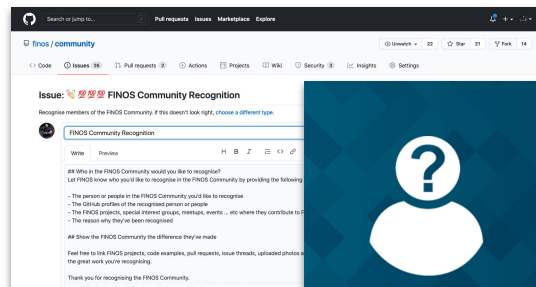 Search or jump to...
/
Pull requests Issues Marketplace Explore
finos / community
Unwatch 22 Star 21 Fork 14
Code Issues 26 Pull requests 2 Actions Projects Wiki Security 3 Insights Settings
Issue: 👏 💯 💯 💯 FINOS Community Recognition
Recognise members of the FINOS Community. If this doesn't look right, choose a different type.
FINOS Community Recognition
Write Preview H B I
## Who in the FINOS Community would you like to recognise?
Let FINOS know who you'd like to recognise in the FINOS Community by providing the following
- The person or people in the FINOS Community you'd like to recognise
- The GitHub profiles of the recognised person or people
- The FINOS projects, special interest groups, meetups, events ... etc where they contribute to F
- The reason why they've been recognised
## Show the FINOS Community the difference they've made
Feel free to link FINOS projects, code examples, pull requests, issue threads, uploaded photos a
the great work you're recognising.
Thank you for recognising the FINOS Community.
?